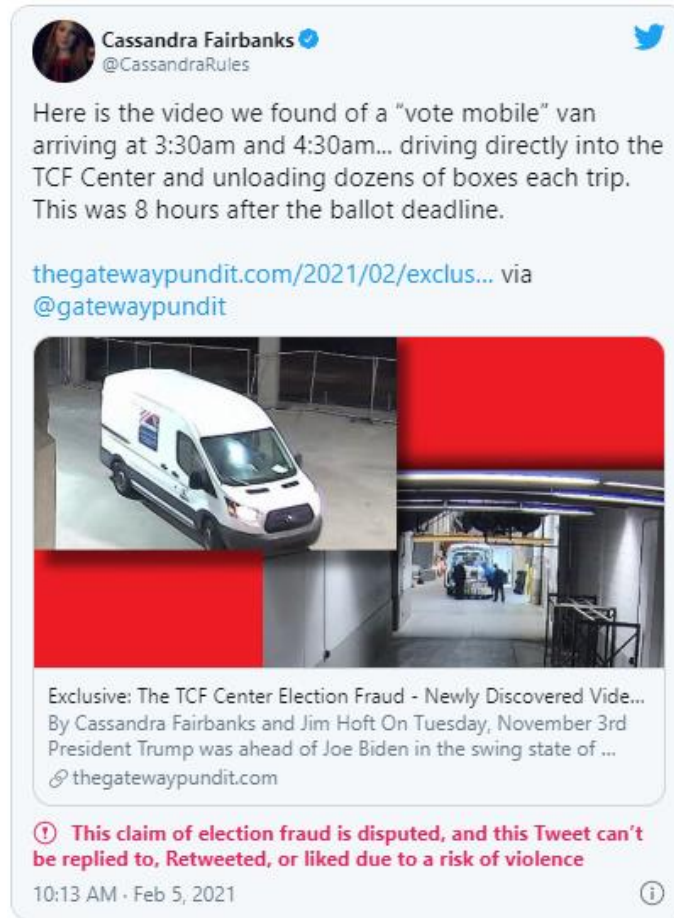 Cassandra Fairbanks
@CassandraRules
Here is the video we found of a “vote mobile” van
arriving at 3:30am and 4:30am... driving directly into the
TCF Center and unloading dozens of boxes each trip.
This was 8 hours after the ballot deadline.
thegatewaypundit.com/2021/02/exclus... via
@gatewaypundit
Exclusive: The TCF Center Election Fraud - Newly Discovered Vide...
By Cassandra Fairbanks and Jim Hoft On Tuesday, November 3rd
President Trump was ahead of Joe Biden in the swing state of ...
thegatewaypundit.com
This claim of election fraud is disputed, and this Tweet can’t
be replied to, Retweeted, or liked due to a risk of violence
10:13 AM · Feb 5, 2021